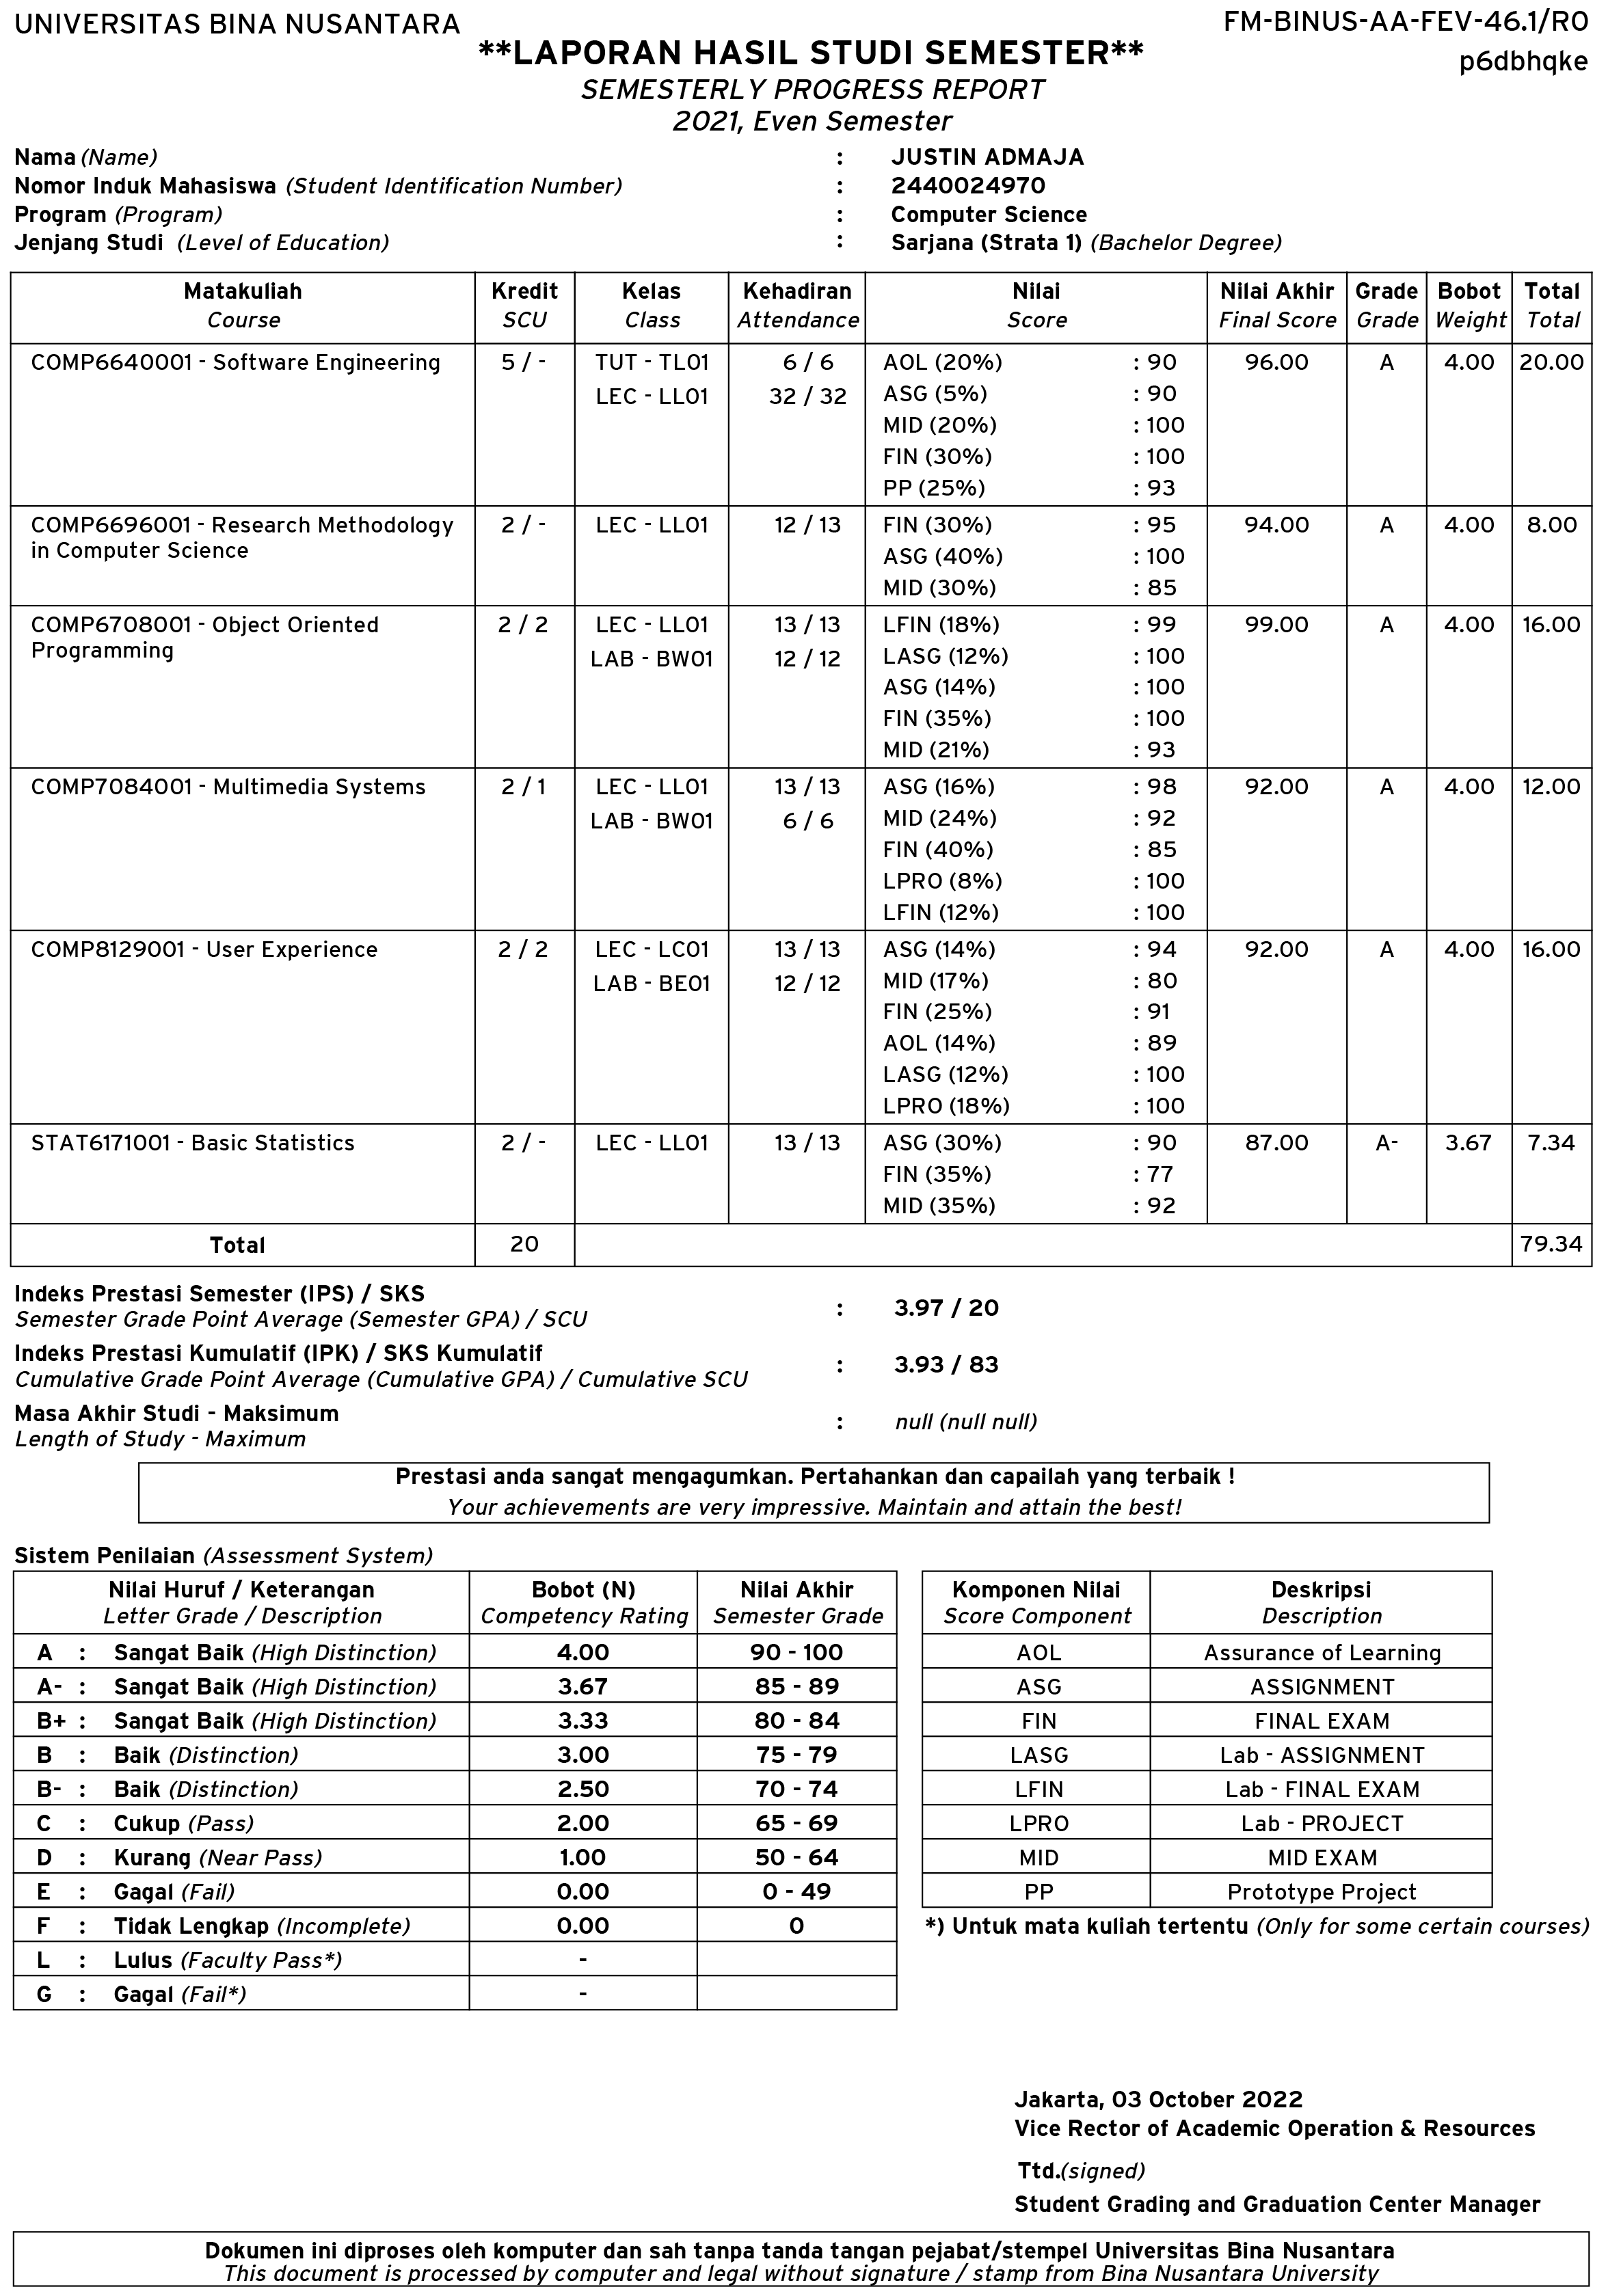 UNIVERSITAS BINA NUSANTARA
FM-BINUS-AA-FEV-46.1/R0
**LAPORAN HASIL STUDI SEMESTER**
p6dbhqke
SEMESTERLY PROGRESS REPORT
2021, Even Semester
Nama (Name) : JUSTIN ADMAJA
Nomor Induk Mahasiswa (Student Identification Number) : 2440024970
Program (Program) : Computer Science
Jenjang Studi (Level of Education) : Sarjana (Strata 1) (Bachelor Degree)
Matakuliah Kredit Kelas Kehadiran Nilai Nilai Akhir Grade Bobot Total
Course SCU Class Attendance Score Final Score Grade Weight Total
COMP6640001 - Software Engineering 5 / - TUT - TL01 6 / 6 AOL (20%) : 90 96.00 A 4.00 20.00
LEC - LL01 32 / 32 ASG (5%) : 90
MID (20%) : 100
FIN (30%) : 100
PP (25%) : 93
COMP6696001 - Research Methodology 2 / - LEC - LL01 12 / 13 FIN (30%) : 95 94.00 A 4.00 8.00
in Computer Science ASG (40%) : 100
MID (30%) : 85
COMP6708001 - Object Oriented 2 / 2 LEC - LL01 13 / 13 LFIN (18%) : 99 99.00 A 4.00 16.00
Programming LAB - BW01 12 / 12 LASG (12%) : 100
ASG (14%) : 100
FIN (35%) : 100
MID (21%) : 93
COMP7084001 - Multimedia Systems 2 / 1 LEC - LL01 13 / 13 ASG (16%) : 98 92.00 A 4.00 12.00
LAB - BW01 6 / 6 MID (24%) : 92
FIN (40%) : 85
LPRO (8%) : 100
LFIN (12%) : 100
COMP8129001 - User Experience 2 / 2 LEC - LC01 13 / 13 ASG (14%) : 94 92.00 A 4.00 16.00
LAB - BE01 12 / 12 MID (17%) : 80
FIN (25%) : 91
AOL (14%) : 89
LASG (12%) : 100
LPRO (18%) : 100
STAT6171001 - Basic Statistics 2 / - LEC - LL01 13 / 13 ASG (30%) : 90 87.00 A- 3.67 7.34
FIN (35%) : 77
MID (35%) : 92
Total 20 79.34
Indeks Prestasi Semester (IPS) / SKS
Semester Grade Point Average (Semester GPA) / SCU : 3.97 / 20
Indeks Prestasi Kumulatif (IPK) / SKS Kumulatif
Cumulative Grade Point Average (Cumulative GPA) / Cumulative SCU : 3.93 / 83
Masa Akhir Studi - Maksimum
Length of Study - Maximum : null (null null)
Prestasi anda sangat mengagumkan. Pertahankan dan capailah yang terbaik !
Your achievements are very impressive. Maintain and attain the best!
Sistem Penilaian (Assessment System)
Nilai Huruf / Keterangan Bobot (N) Nilai Akhir
Letter Grade / Description Competency Rating Semester Grade
A : Sangat Baik (High Distinction) 4.00 90 - 100
A- : Sangat Baik (High Distinction) 3.67 85 - 89
B+ : Sangat Baik (High Distinction) 3.33 80 - 84
B : Baik (Distinction) 3.00 75 - 79
B- : Baik (Distinction) 2.50 70 - 74
C : Cukup (Pass) 2.00 65 - 69
D : Kurang (Near Pass) 1.00 50 - 64
E : Gagal (Fail) 0.00 0 - 49
F : Tidak Lengkap (Incomplete) 0.00 0
L : Lulus (Faculty Pass*) -
G : Gagal (Fail*) -
Komponen Nilai Deskripsi
Score Component Description
AOL Assurance of Learning
ASG ASSIGNMENT
FIN FINAL EXAM
LASG Lab - ASSIGNMENT
LFIN Lab - FINAL EXAM
LPRO Lab - PROJECT
MID MID EXAM
PP Prototype Project
*) Untuk mata kuliah tertentu (Only for some certain courses)
Jakarta, 03 October 2022
Vice Rector of Academic Operation & Resources
Ttd.(signed)
Student Grading and Graduation Center Manager
Dokumen ini diproses oleh komputer dan sah tanpa tanda tangan pejabat/stempel Universitas Bina Nusantara
This document is processed by computer and legal without signature / stamp from Bina Nusantara University